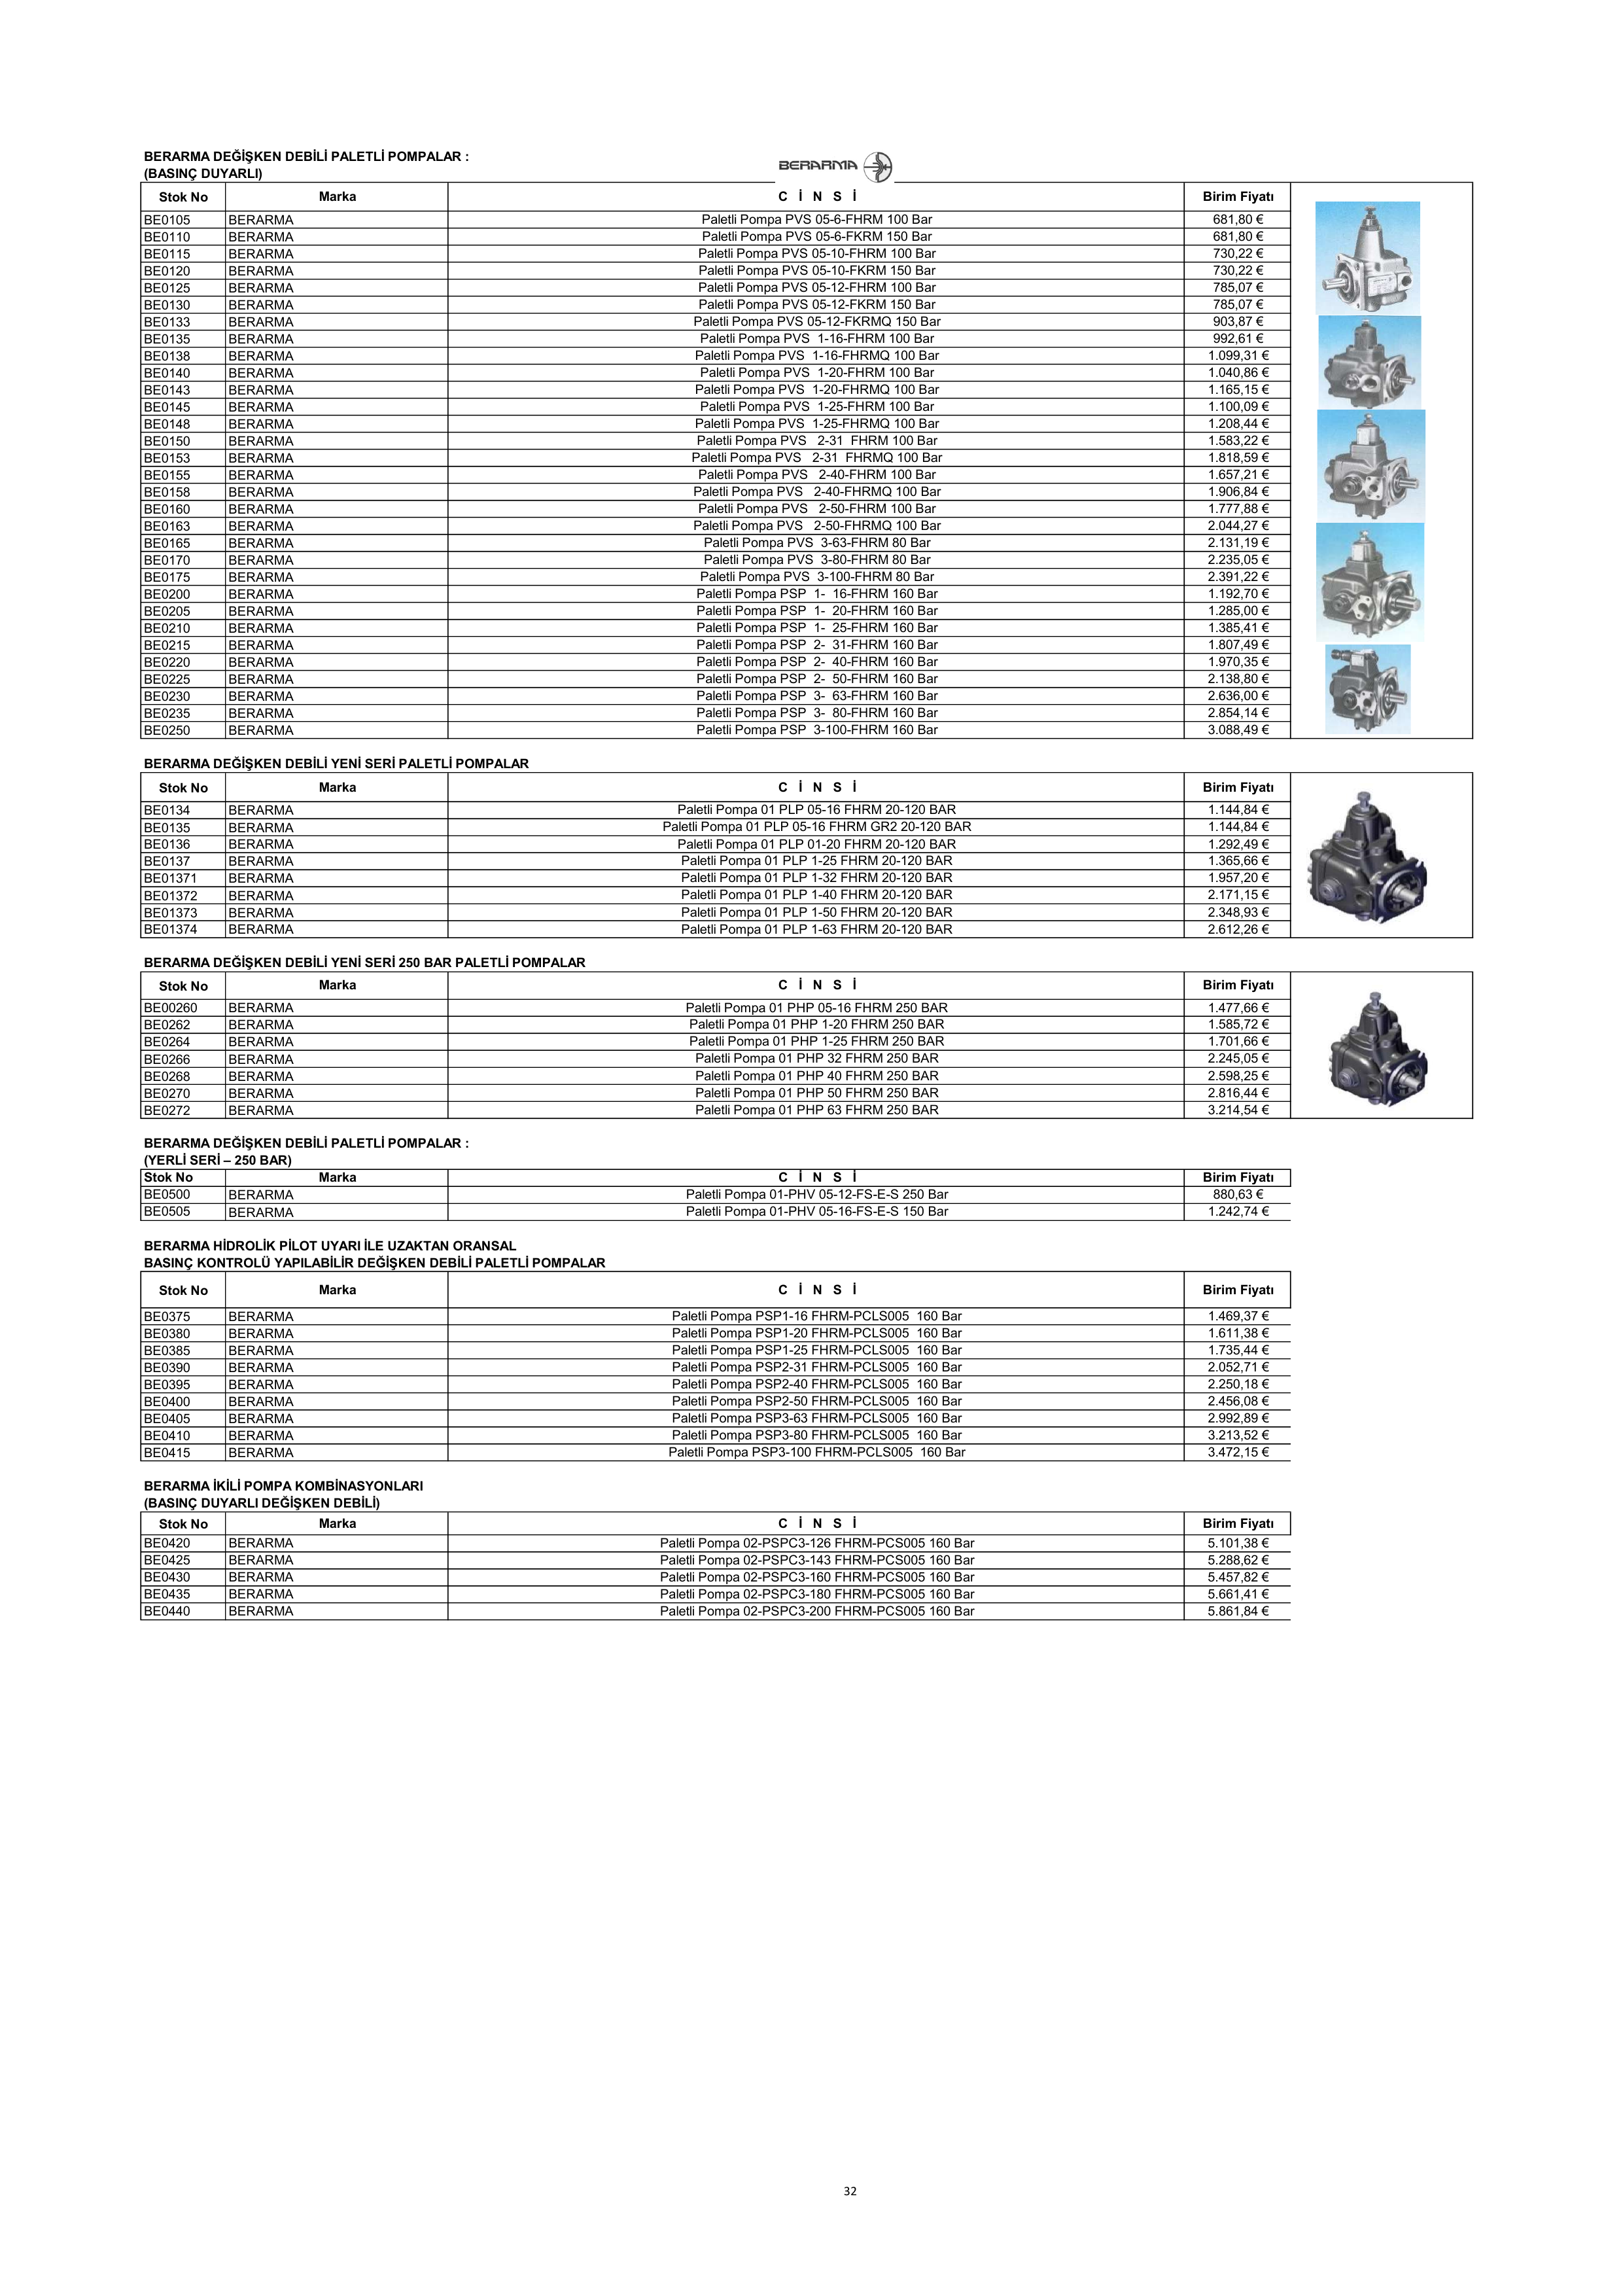 BERARMA DEĞİŞKEN DEBİLİ PALETLİ POMPALAR :
(BASINÇ DUYARLI)
BERARMA
Stok No Marka C İ N S İ Birim Fiyatı
BE0105 BERARMA Paletli Pompa PVS 05-6-FHRM 100 Bar 681,80 €
BE0110 BERARMA Paletli Pompa PVS 05-6-FKRM 150 Bar 681,80 €
BE0115 BERARMA Paletli Pompa PVS 05-10-FHRM 100 Bar 730,22 €
BE0120 BERARMA Paletli Pompa PVS 05-10-FKRM 150 Bar 730,22 €
BE0125 BERARMA Paletli Pompa PVS 05-12-FHRM 100 Bar 785,07 €
BE0130 BERARMA Paletli Pompa PVS 05-12-FKRM 150 Bar 785,07 €
BE0133 BERARMA Paletli Pompa PVS 05-12-FKRMQ 150 Bar 903,87 €
BE0135 BERARMA Paletli Pompa PVS 1-16-FHRM 100 Bar 992,61 €
BE0138 BERARMA Paletli Pompa PVS 1-16-FHRMQ 100 Bar 1.099,31 €
BE0140 BERARMA Paletli Pompa PVS 1-20-FHRM 100 Bar 1.040,86 €
BE0143 BERARMA Paletli Pompa PVS 1-20-FHRMQ 100 Bar 1.165,15 €
BE0145 BERARMA Paletli Pompa PVS 1-25-FHRM 100 Bar 1.100,09 €
BE0148 BERARMA Paletli Pompa PVS 1-25-FHRMQ 100 Bar 1.208,44 €
BE0150 BERARMA Paletli Pompa PVS 2-31 FHRM 100 Bar 1.583,22 €
BE0153 BERARMA Paletli Pompa PVS 2-31 FHRMQ 100 Bar 1.818,59 €
BE0155 BERARMA Paletli Pompa PVS 2-40-FHRM 100 Bar 1.657,21 €
BE0158 BERARMA Paletli Pompa PVS 2-40-FHRMQ 100 Bar 1.906,84 €
BE0160 BERARMA Paletli Pompa PVS 2-50-FHRM 100 Bar 1.777,88 €
BE0163 BERARMA Paletli Pompa PVS 2-50-FHRMQ 100 Bar 2.044,27 €
BE0165 BERARMA Paletli Pompa PVS 3-63-FHRM 80 Bar 2.131,19 €
BE0170 BERARMA Paletli Pompa PVS 3-80-FHRM 80 Bar 2.235,05 €
BE0175 BERARMA Paletli Pompa PVS 3-100-FHRM 80 Bar 2.391,22 €
BE0200 BERARMA Paletli Pompa PSP 1- 16-FHRM 160 Bar 1.192,70 €
BE0205 BERARMA Paletli Pompa PSP 1- 20-FHRM 160 Bar 1.285,00 €
BE0210 BERARMA Paletli Pompa PSP 1- 25-FHRM 160 Bar 1.385,41 €
BE0215 BERARMA Paletli Pompa PSP 2- 31-FHRM 160 Bar 1.807,49 €
BE0220 BERARMA Paletli Pompa PSP 2- 40-FHRM 160 Bar 1.970,35 €
BE0225 BERARMA Paletli Pompa PSP 2- 50-FHRM 160 Bar 2.138,80 €
BE0230 BERARMA Paletli Pompa PSP 3- 63-FHRM 160 Bar 2.636,00 €
BE0235 BERARMA Paletli Pompa PSP 3- 80-FHRM 160 Bar 2.854,14 €
BE0250 BERARMA Paletli Pompa PSP 3-100-FHRM 160 Bar 3.088,49 €
BERARMA DEĞİŞKEN DEBİLİ YENİ SERİ PALETLİ POMPALAR
Stok No Marka C İ N S İ Birim Fiyatı
BE0134 BERARMA Paletli Pompa 01 PLP 05-16 FHRM 20-120 BAR 1.144,84 €
BE0135 BERARMA Paletli Pompa 01 PLP 05-16 FHRM GR2 20-120 BAR 1.144,84 €
BE0136 BERARMA Paletli Pompa 01 PLP 01-20 FHRM 20-120 BAR 1.292,49 €
BE0137 BERARMA Paletli Pompa 01 PLP 1-25 FHRM 20-120 BAR 1.365,66 €
BE01371 BERARMA Paletli Pompa 01 PLP 1-32 FHRM 20-120 BAR 1.957,20 €
BE01372 BERARMA Paletli Pompa 01 PLP 1-40 FHRM 20-120 BAR 2.171,15 €
BE01373 BERARMA Paletli Pompa 01 PLP 1-50 FHRM 20-120 BAR 2.348,93 €
BE01374 BERARMA Paletli Pompa 01 PLP 1-63 FHRM 20-120 BAR 2.612,26 €
BERARMA DEĞİŞKEN DEBİLİ YENİ SERİ 250 BAR PALETLİ POMPALAR
Stok No Marka C İ N S İ Birim Fiyatı
BE00260 BERARMA Paletli Pompa 01 PHP 05-16 FHRM 250 BAR 1.477,66 €
BE0262 BERARMA Paletli Pompa 01 PHP 1-20 FHRM 250 BAR 1.585,72 €
BE0264 BERARMA Paletli Pompa 01 PHP 1-25 FHRM 250 BAR 1.701,66 €
BE0266 BERARMA Paletli Pompa 01 PHP 32 FHRM 250 BAR 2.245,05 €
BE0268 BERARMA Paletli Pompa 01 PHP 40 FHRM 250 BAR 2.598,25 €
BE0270 BERARMA Paletli Pompa 01 PHP 50 FHRM 250 BAR 2.816,44 €
BE0272 BERARMA Paletli Pompa 01 PHP 63 FHRM 250 BAR 3.214,54 €
BERARMA DEĞİŞKEN DEBİLİ PALETLİ POMPALAR :
(YERLİ SERİ – 250 BAR)
Stok No Marka C İ N S İ Birim Fiyatı
BE0500 BERARMA Paletli Pompa 01-PHV 05-12-FS-E-S 250 Bar 880,63 €
BE0505 BERARMA Paletli Pompa 01-PHV 05-16-FS-E-S 150 Bar 1.242,74 €
BERARMA HİDROLİK PİLOT UYARI İLE UZAKTAN ORANSAL
BASINÇ KONTROLÜ YAPILABİLİR DEĞİŞKEN DEBİLİ PALETLİ POMPALAR
Stok No Marka C İ N S İ Birim Fiyatı
BE0375 BERARMA Paletli Pompa PSP1-16 FHRM-PCLS005 160 Bar 1.469,37 €
BE0380 BERARMA Paletli Pompa PSP1-20 FHRM-PCLS005 160 Bar 1.611,38 €
BE0385 BERARMA Paletli Pompa PSP1-25 FHRM-PCLS005 160 Bar 1.735,44 €
BE0390 BERARMA Paletli Pompa PSP2-31 FHRM-PCLS005 160 Bar 2.052,71 €
BE0395 BERARMA Paletli Pompa PSP2-40 FHRM-PCLS005 160 Bar 2.250,18 €
BE0400 BERARMA Paletli Pompa PSP2-50 FHRM-PCLS005 160 Bar 2.456,08 €
BE0405 BERARMA Paletli Pompa PSP3-63 FHRM-PCLS005 160 Bar 2.992,89 €
BE0410 BERARMA Paletli Pompa PSP3-80 FHRM-PCLS005 160 Bar 3.213,52 €
BE0415 BERARMA Paletli Pompa PSP3-100 FHRM-PCLS005 160 Bar 3.472,15 €
BERARMA İKİLİ POMPA KOMBİNASYONLARI
(BASINÇ DUYARLI DEĞİŞKEN DEBİLİ)
Stok No Marka C İ N S İ Birim Fiyatı
BE0420 BERARMA Paletli Pompa 02-PSPC3-126 FHRM-PCS005 160 Bar 5.101,38 €
BE0425 BERARMA Paletli Pompa 02-PSPC3-143 FHRM-PCS005 160 Bar 5.288,62 €
BE0430 BERARMA Paletli Pompa 02-PSPC3-160 FHRM-PCS005 160 Bar 5.457,82 €
BE0435 BERARMA Paletli Pompa 02-PSPC3-180 FHRM-PCS005 160 Bar 5.661,41 €
BE0440 BERARMA Paletli Pompa 02-PSPC3-200 FHRM-PCS005 160 Bar 5.861,84 €
32